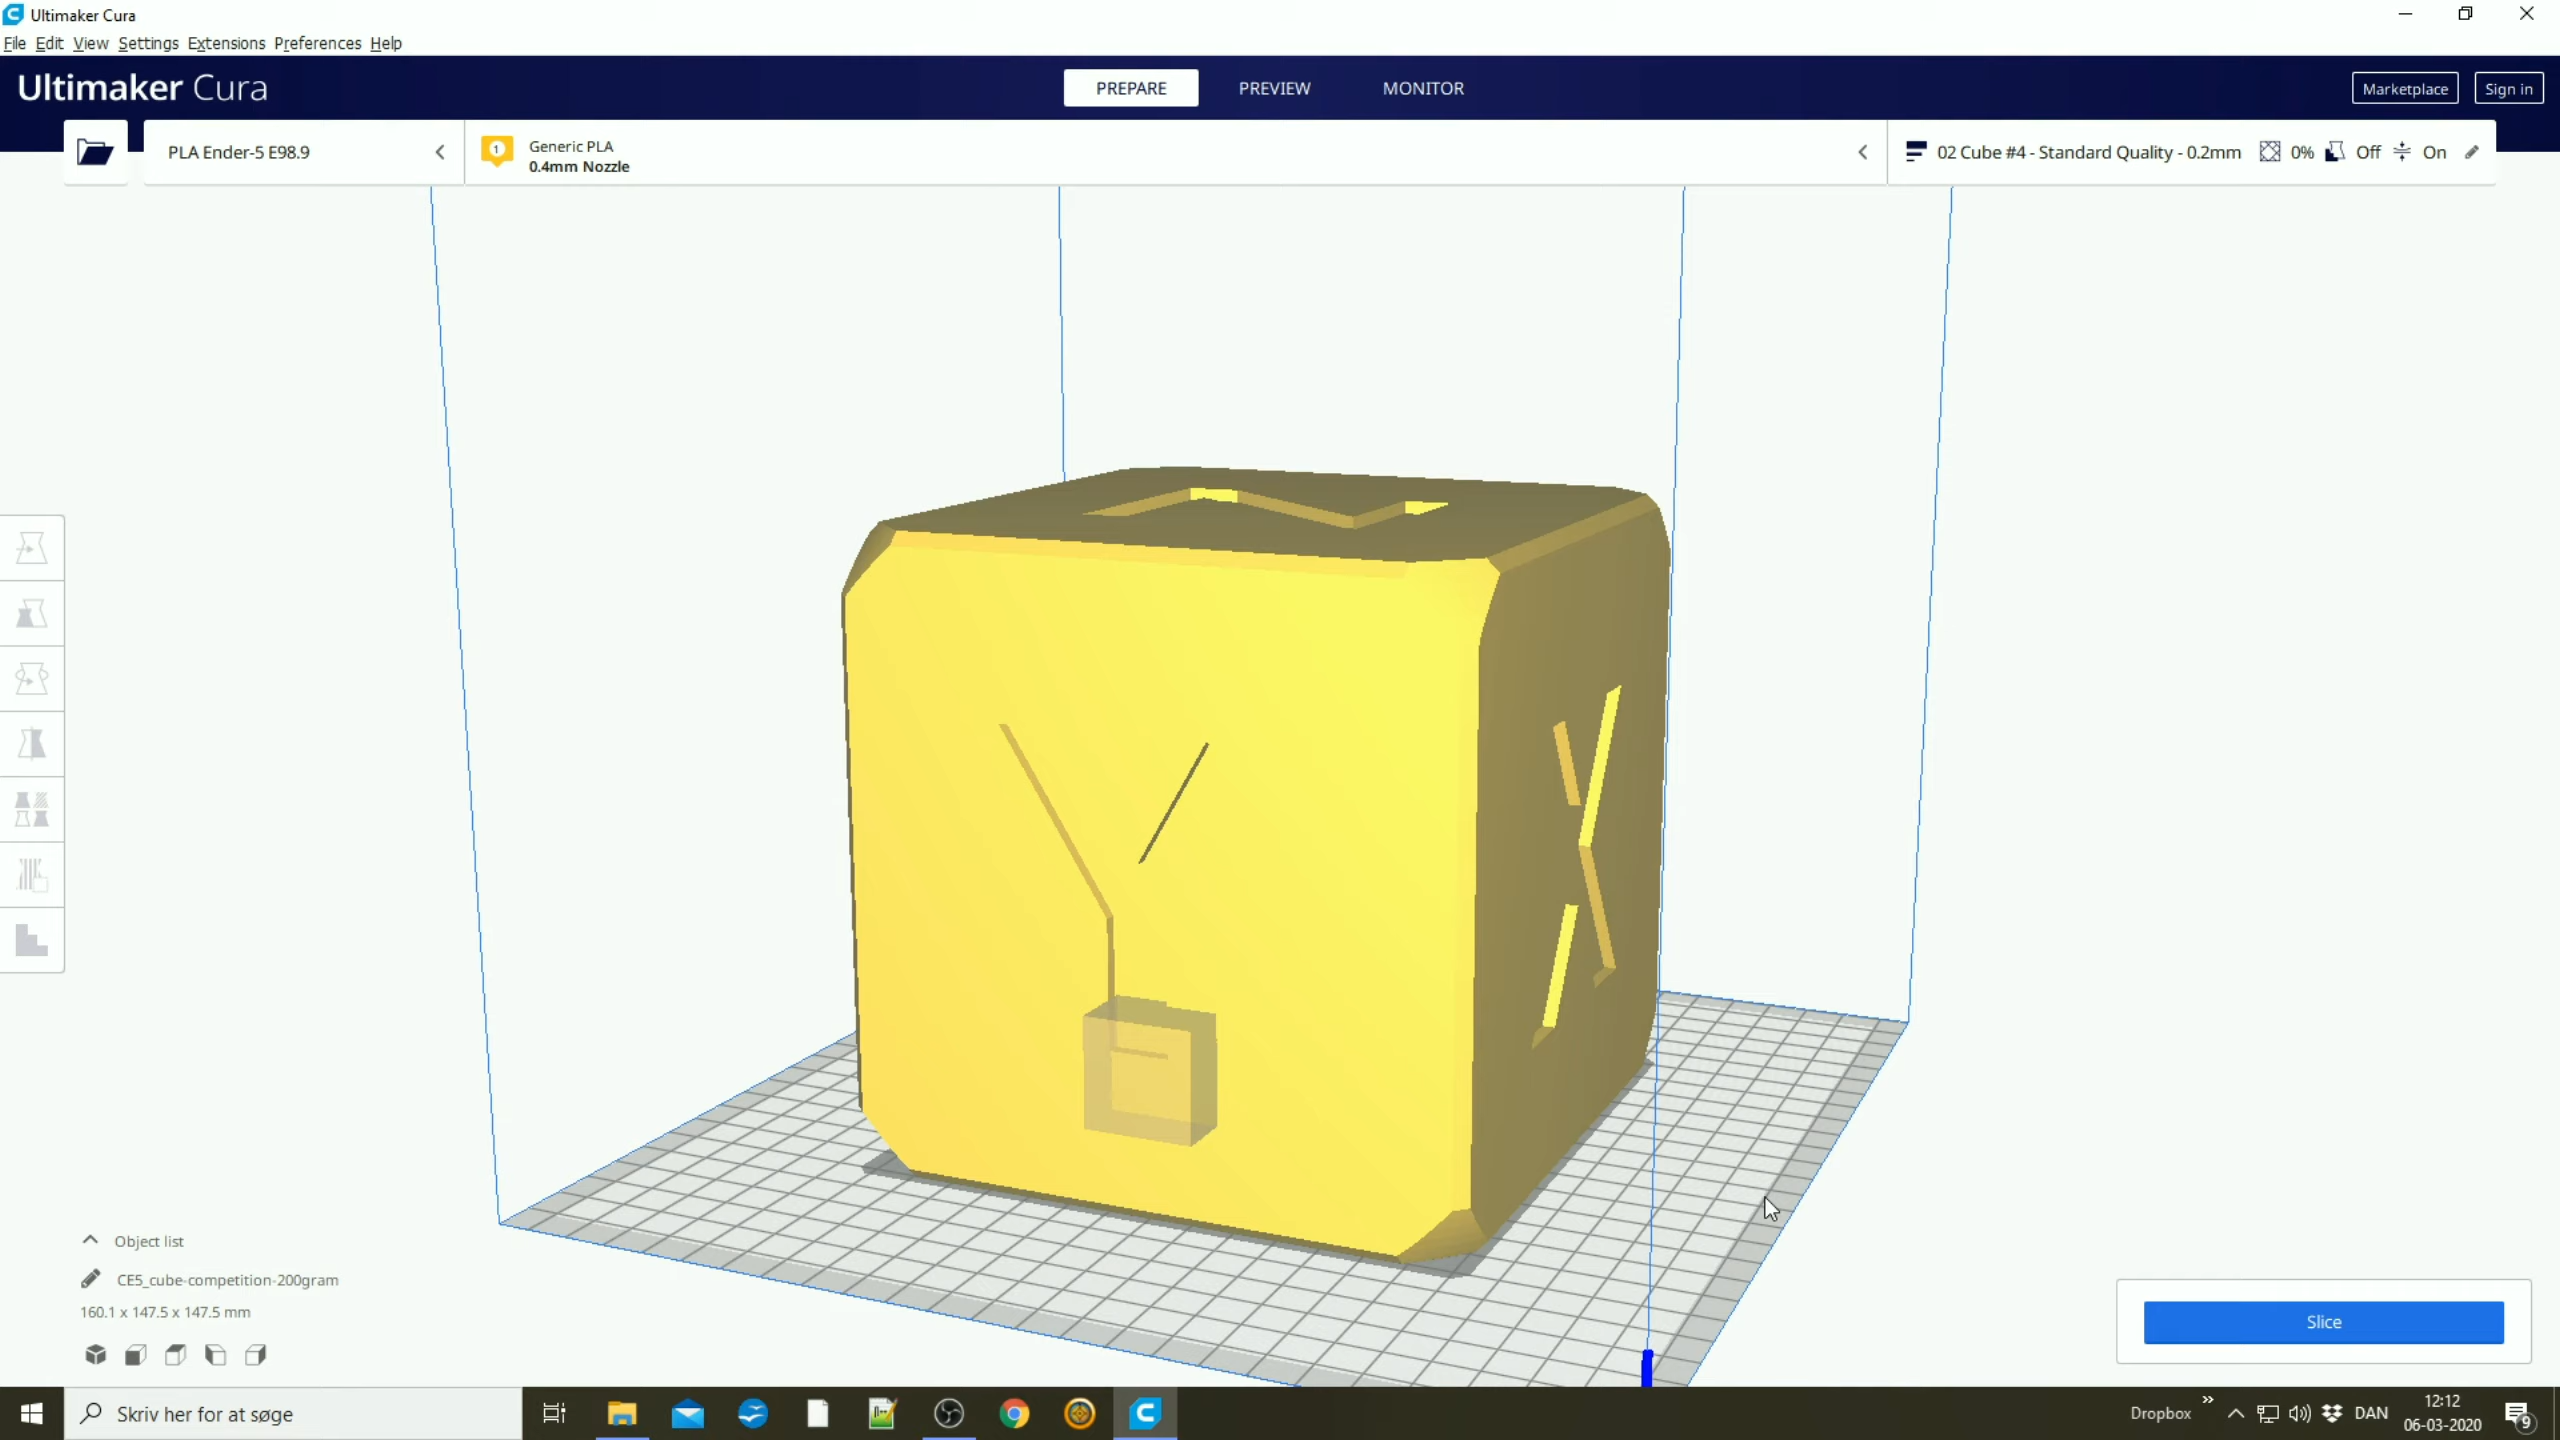 Ultimaker Cura
File Edit View Settings Extensions Preferences Help
Ultimaker Cura
PREPARE PREVIEW MONITOR
Marketplace Sign in
PLA Ender-5 E98.9
1
Generic PLA
0.4mm Nozzle
02 Cube #4 - Standard Quality - 0.2mm 0% Off On
Y X
Object list
CE5_cube-competition-200gram
160.1 x 147.5 x 147.5 mm
Slice
Skriv her for at søge
Dropbox
DAN
12:12
06-03-2020
9